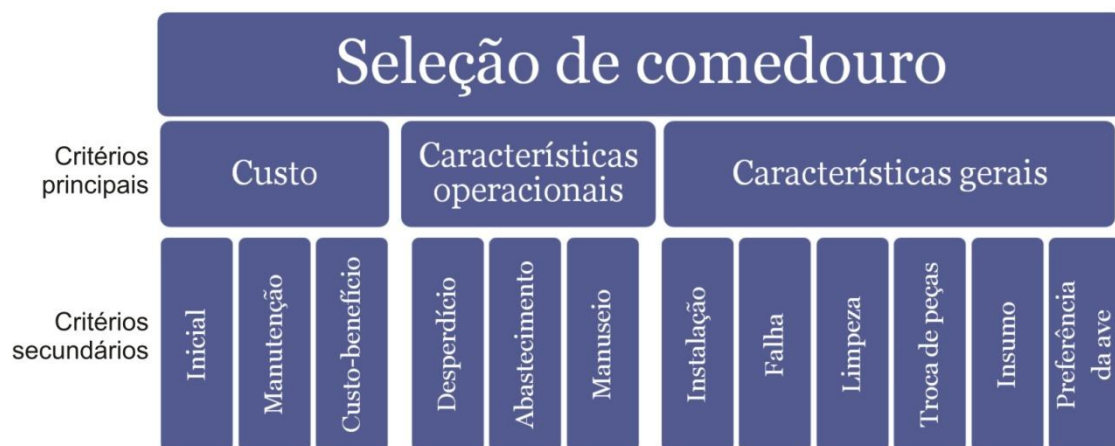 Seleção de comedouro
Critérios
principais
Custo
Características
operacionais
Características gerais
Critérios
secundários
Inicial
Manutenção
Custo-benefício
Desperdício
Abastecimento
Manuseio
Instalação
Falha
Limpeza
Troca de peças
Insumo
Preferência
da ave